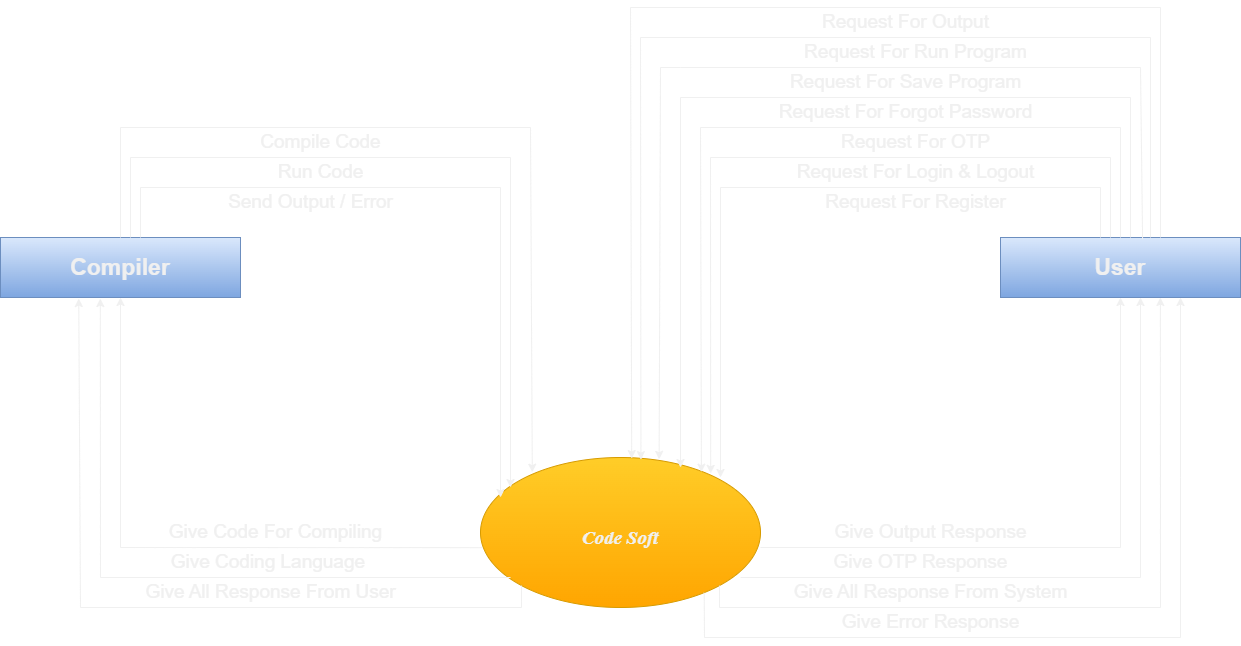 Request For Output
Request For Run Program
Request For Save Program
Request For Forgot Password
Compile Code
Request For OTP
Run Code
Request For Login & Logout
Send Output / Error
Request For Register
Compiler
User
Give Code For Compiling
Code Soft
Give Output Response
Give Coding Language
Give OTP Response
Give All Response From User
Give All Response From System
Give Error Response